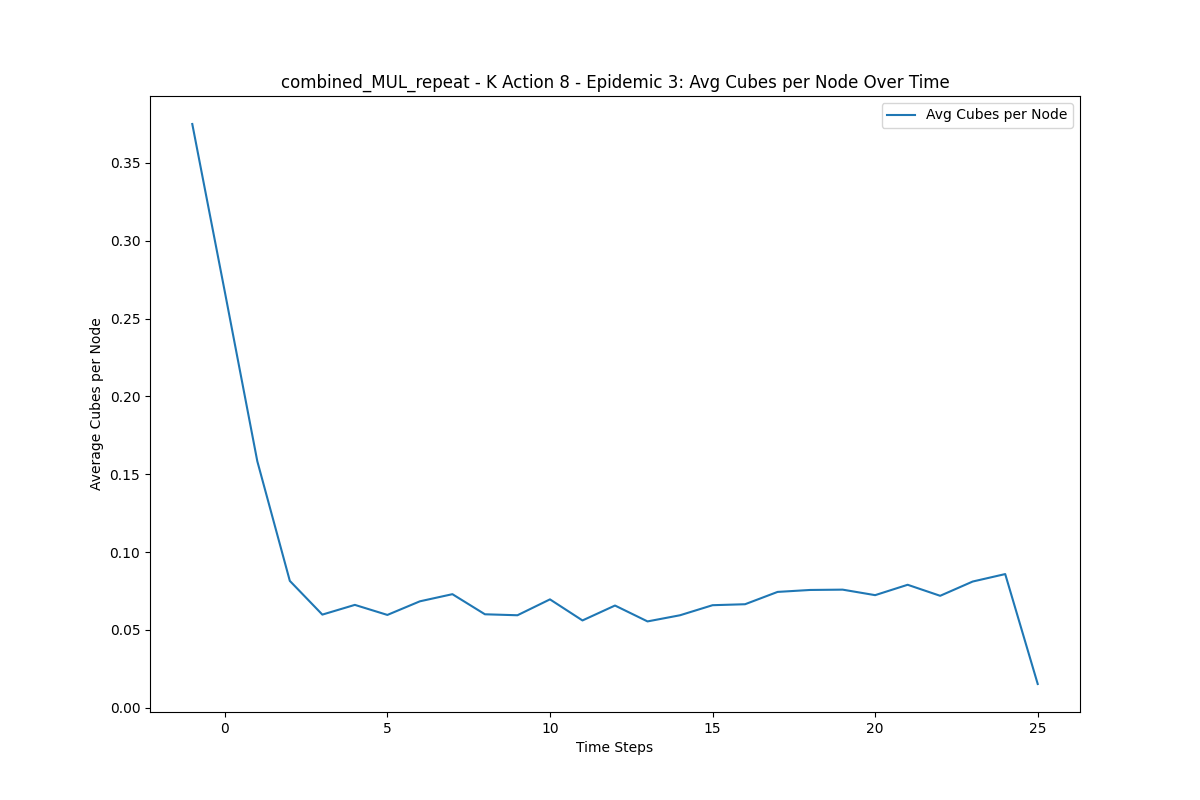 combined_MUL_repeat - K Action 8 - Epidemic 3: Avg Cubes per Node Over Time
Avg Cubes per Node
Average Cubes per Node
0.35
0.30
0.25
0.20
0.15
0.10
0.05
0.00
0 5 10 15 20 25
Time Steps